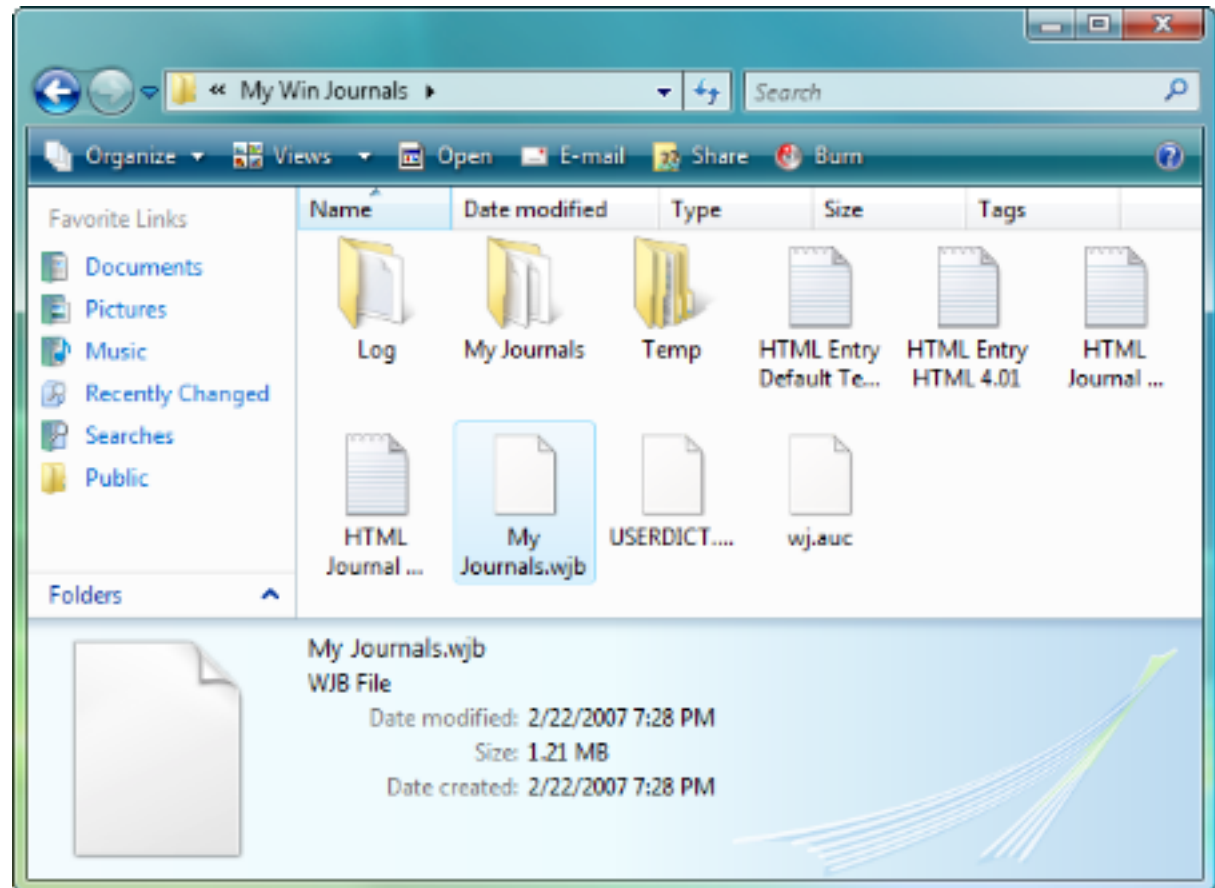 « My Win Journals
Search
Organize Views Open E-mail Share Burn
Favorite Links
Documents
Pictures
Music
Recently Changed
Searches
Public
Folders
Name Date modified Type Size Tags
Log My Journals Temp HTML Entry Default Te... HTML Entry HTML 4.01 HTML Journal ...
HTML Journal ... My Journals.wjb USERDICT.... wj.auc
My Journals.wjb
WJB File
Date modified: 2/22/2007 7:28 PM
Size: 1.21 MB
Date created: 2/22/2007 7:28 PM